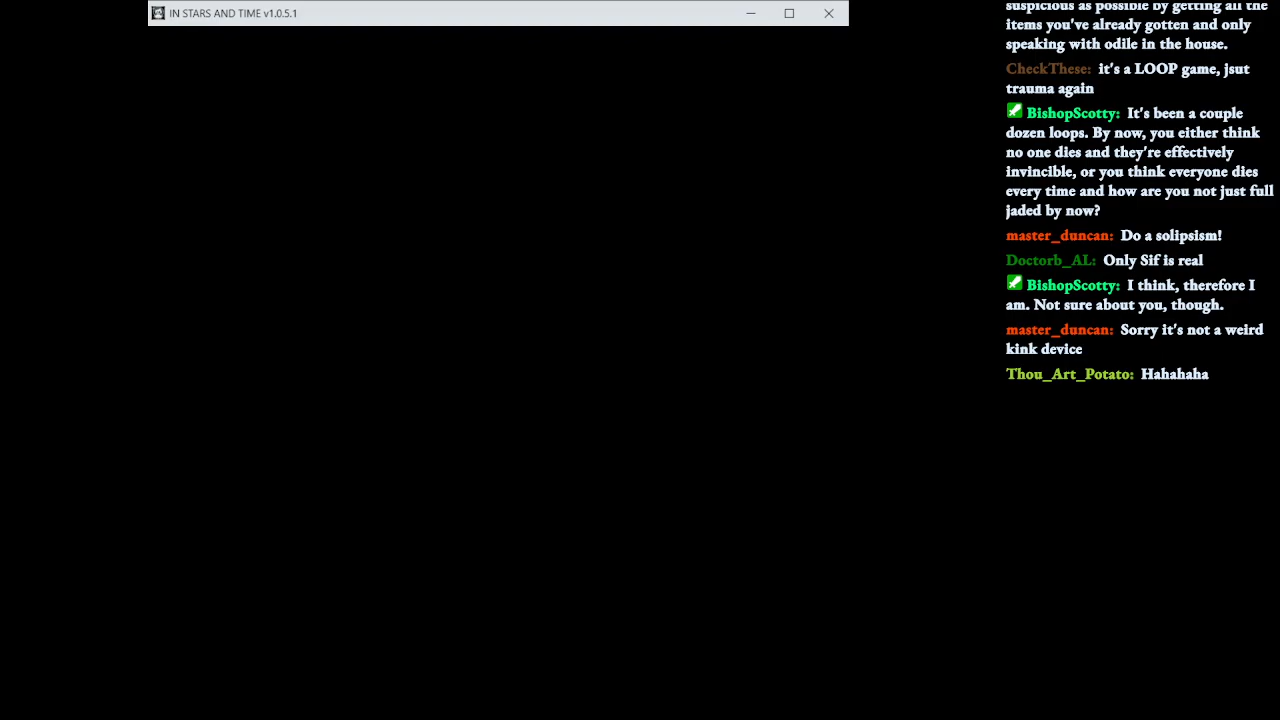 IN STARS AND TIME v1.0.5.1
suspicious as possible by getting all the
items you've already gotten and only
speaking with odile in the house.
CheckThese: it's a LOOP game, jsut
trauma again
BishopScotty: It's been a couple
dozen loops. By now, you either think
no one dies and they're effectively
invincible, or you think everyone dies
every time and how are you not just full
jaded by now?
master_duncan: Do a solipsism!
Doctorb_AL: Only Sif is real
BishopScotty: I think, therefore I
am. Not sure about you, though.
master_duncan: Sorry it's not a weird
kink device
Thou_Art_Potato: Hahahaha